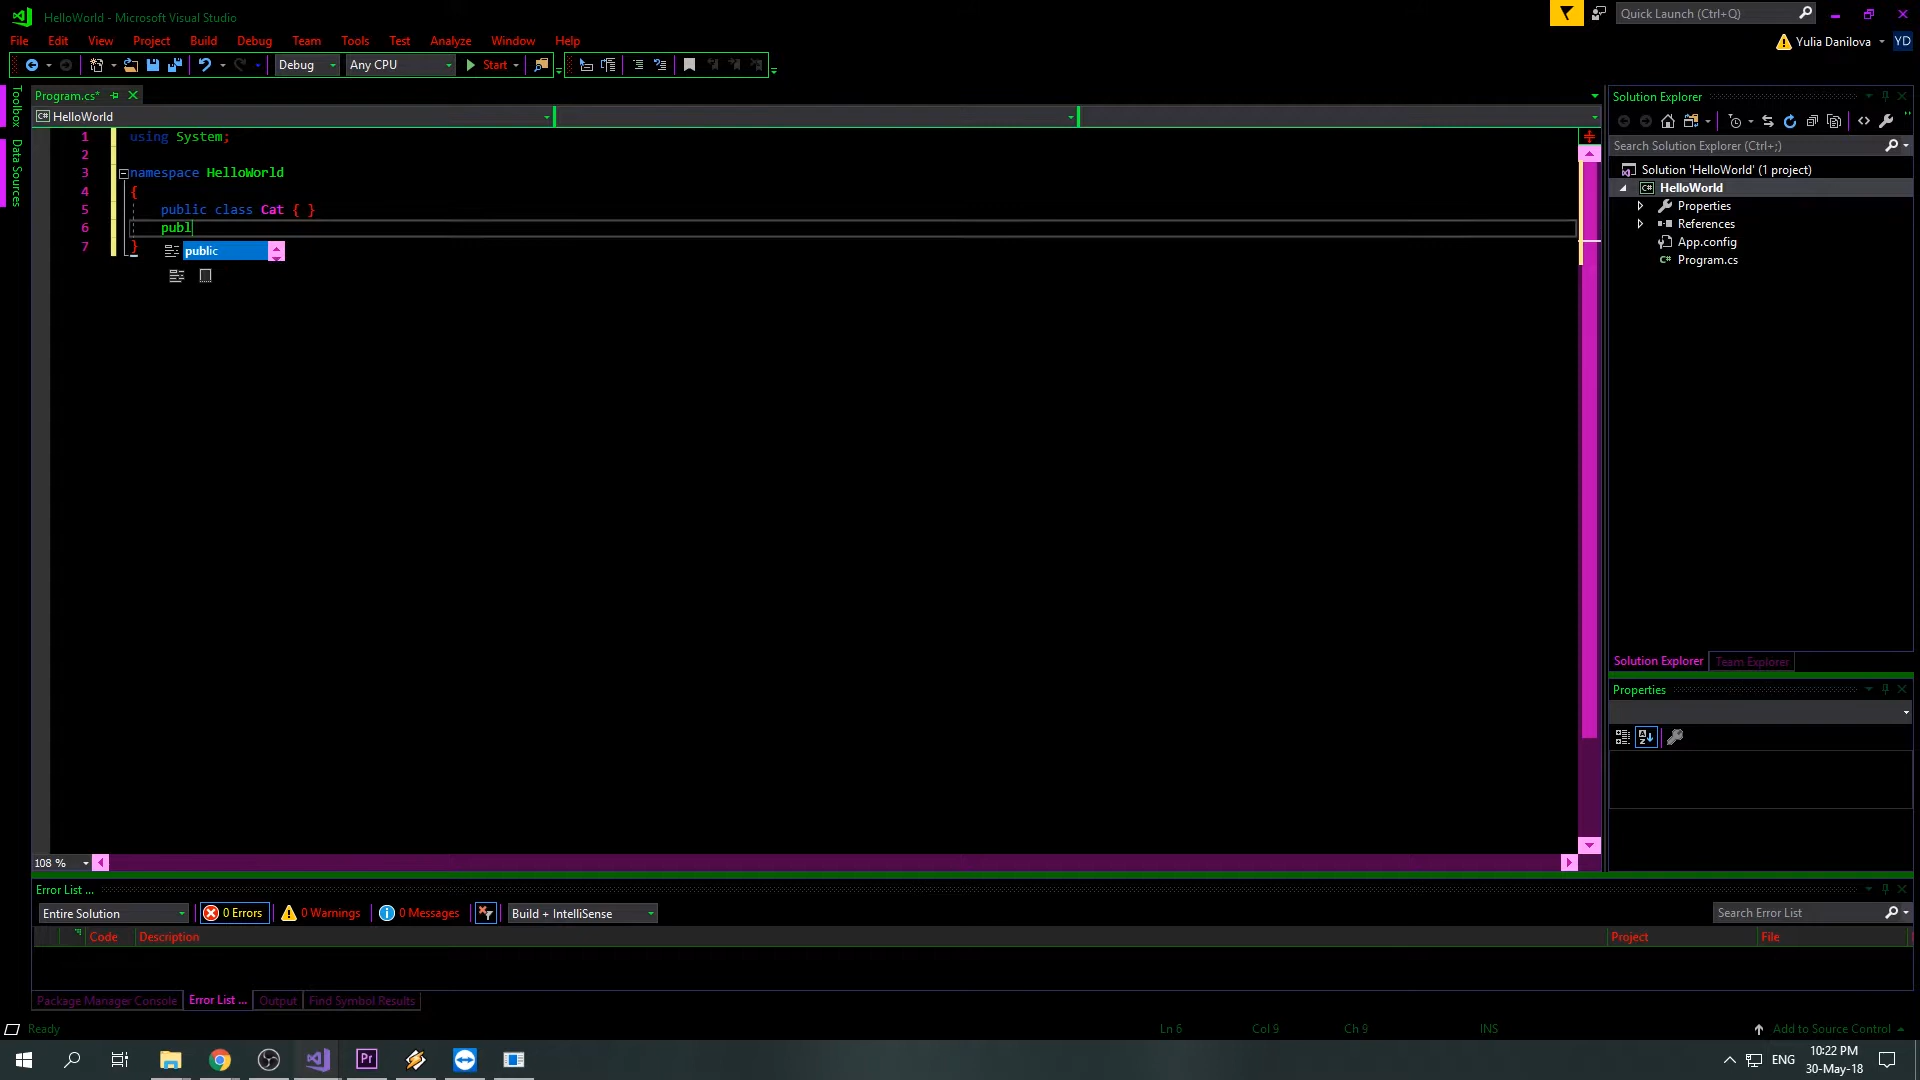 HelloWorld - Microsoft Visual Studio
Quick Launch (Ctrl+Q)
File Edit View Project Build Debug Team Tools Test Analyze Window Help
Yulia Danilova YD
Debug Any CPU Start
Toolbox
Data Sources
Program.cs*
C# HelloWorld
1 using System;
2
3 namespace HelloWorld
4 {
5 public class Cat { }
6 publ
7 }
public
Solution Explorer
Search Solution Explorer (Ctrl+;)
Solution 'HelloWorld' (1 project)
C# HelloWorld
Properties
References
App.config
C# Program.cs
Solution Explorer Team Explorer
Properties
108 %
Error List ...
Entire Solution 0 Errors 0 Warnings 0 Messages Build + IntelliSense Search Error List
Code Description Project File
Package Manager Console Error List ... Output Find Symbol Results
Ready Ln 6 Col 9 Ch 9 INS Add to Source Control
Pr
ENG
10:22 PM
30-May-18